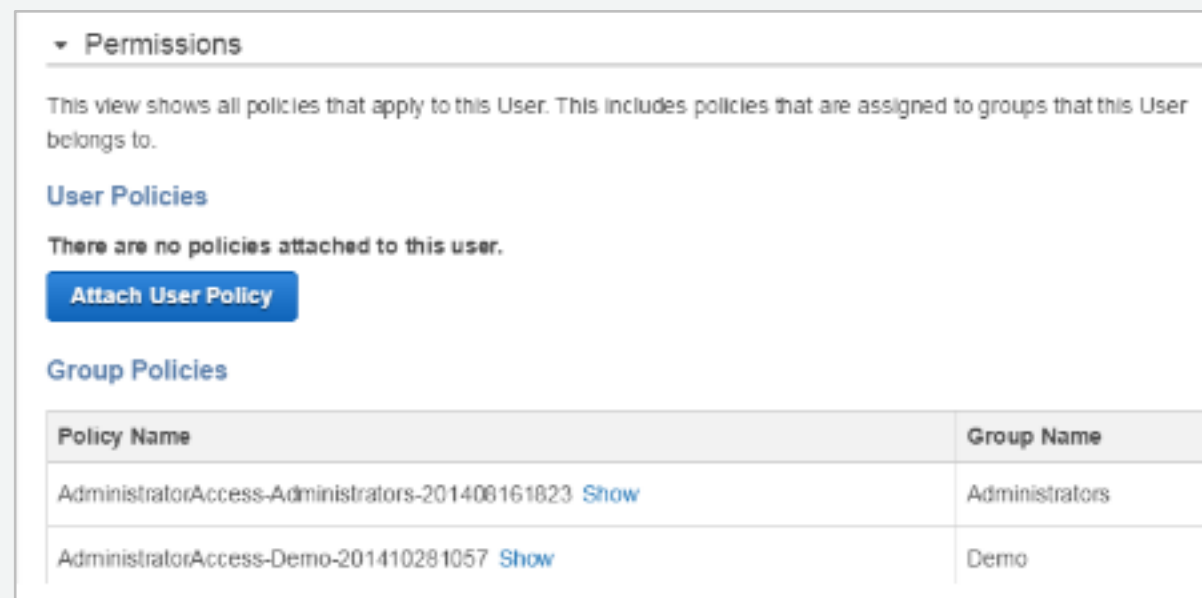 Permissions
This view shows all policies that apply to this User. This includes policies that are assigned to groups that this User
belongs to.
User Policies
There are no policies attached to this user.
Attach User Policy
Group Policies
Policy Name Group Name
AdministratorAccess-Administrators-201408161823 Show Administrators
AdministratorAccess-Demo-201410281057 Show Demo